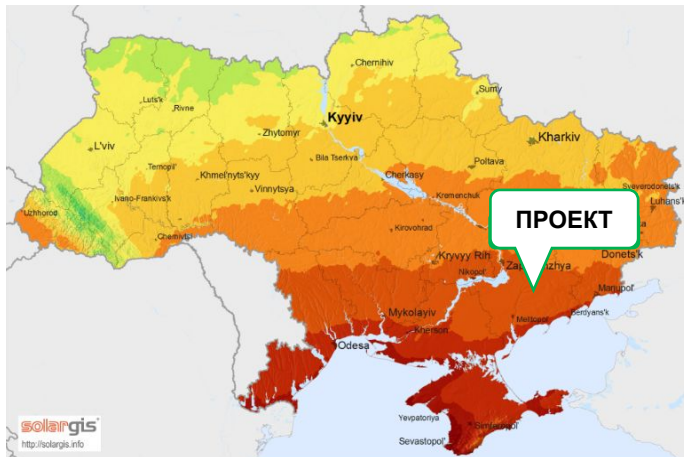 Chernihiv
Luts'k
Rivne
Sumy
Kyyiv
L'viv
Zhytomyr
Kharkiv
Bila Tserkva
Poltava
Ternopil'
Khmel'nyts'kyy
Cherkasy
Vinnytsya
Ivano-Frankivs'k
Kremenchuk
Syeverodonets'k
Uzhhorod
Luhans'k
ПРОЕКТ
Chernivtsi
Kirovohrad
Donets'k
Kryvyy Rih
Nikopol'
Mariupol'
Mykolayiv
Melitopol'
Berdyans'k
Kherson
Odesa
solargis
http://solargis.info
Yevpatoriya
Simferopol'
Sevastopol'